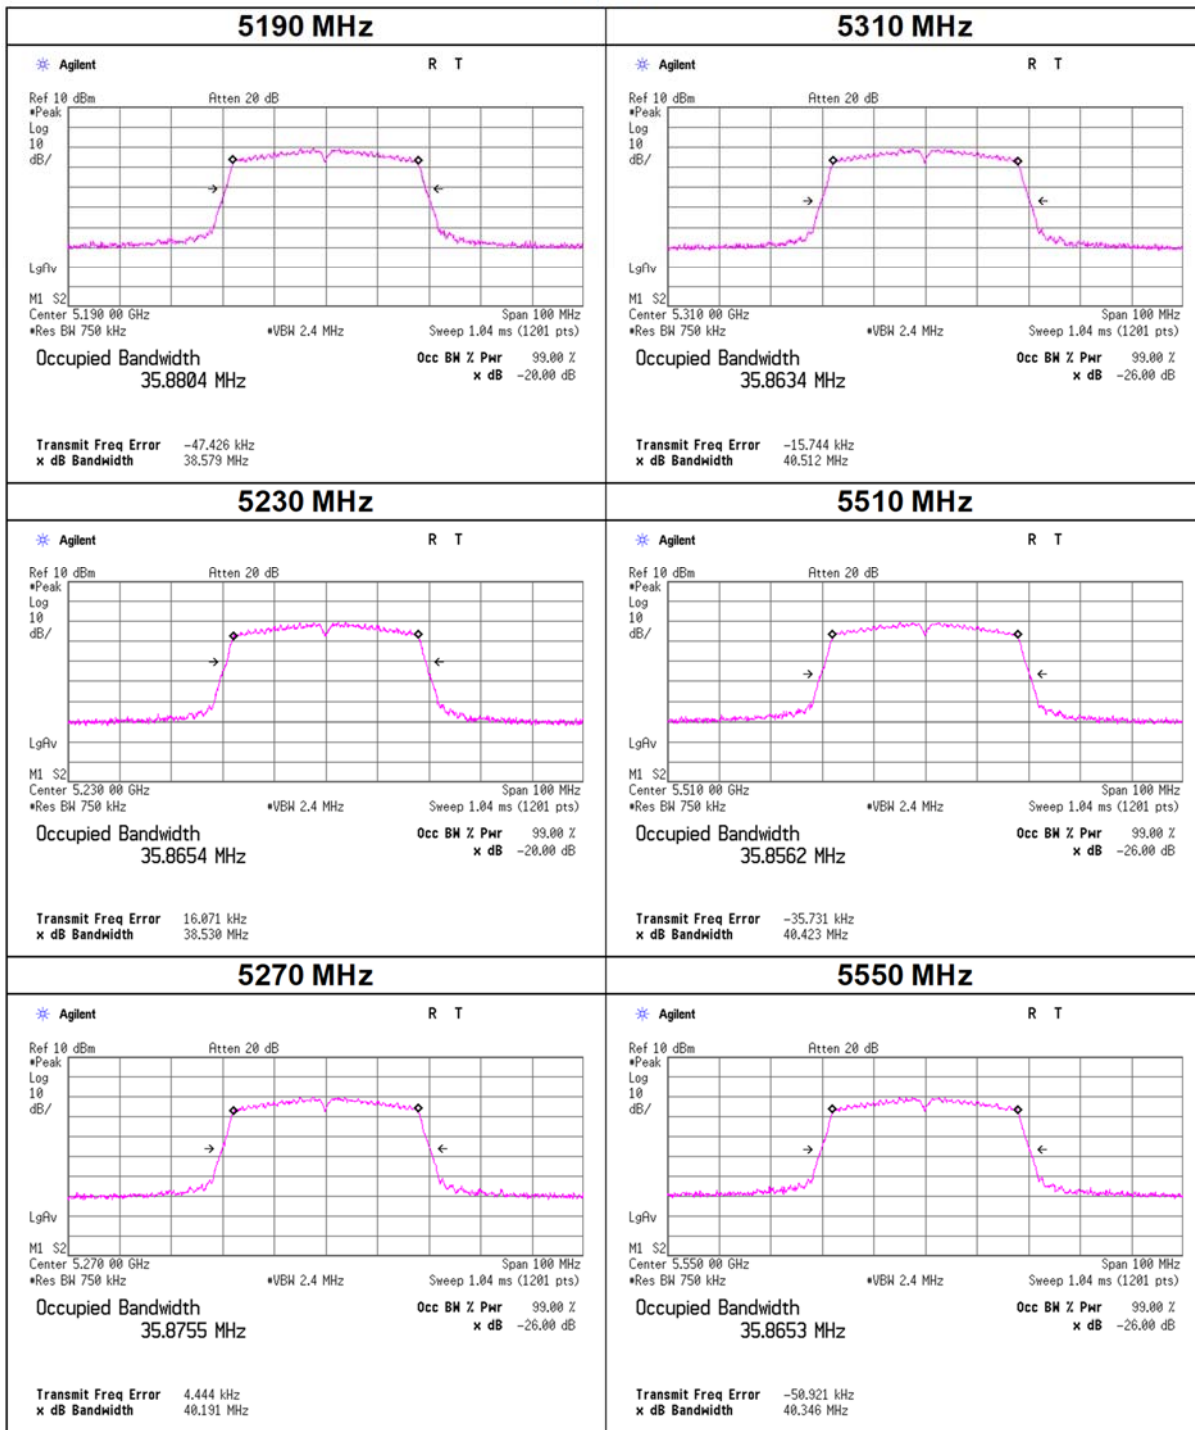 5190 MHz
Agilent R T
Ref 10 dBm Atten 20 dB
*Peak
Log
10
dB/
LgAv
M1 S2
Center 5.190 00 GHz Span 100 MHz
*Res BW 750 kHz *VBW 2.4 MHz Sweep 1.04 ms (1201 pts)
Occupied Bandwidth Occ BW % Pwr 99.00 %
35.8804 MHz x dB -20.00 dB
Transmit Freq Error -47.426 kHz
x dB Bandwidth 38.579 MHz
5310 MHz
Agilent R T
Ref 10 dBm Atten 20 dB
*Peak
Log
10
dB/
LgAv
M1 S2
Center 5.310 00 GHz Span 100 MHz
*Res BW 750 kHz *VBW 2.4 MHz Sweep 1.04 ms (1201 pts)
Occupied Bandwidth Occ BW % Pwr 99.00 %
35.8634 MHz x dB -26.00 dB
Transmit Freq Error -15.744 kHz
x dB Bandwidth 40.512 MHz
5230 MHz
Agilent R T
Ref 10 dBm Atten 20 dB
*Peak
Log
10
dB/
LgAv
M1 S2
Center 5.230 00 GHz Span 100 MHz
*Res BW 750 kHz *VBW 2.4 MHz Sweep 1.04 ms (1201 pts)
Occupied Bandwidth Occ BW % Pwr 99.00 %
35.8654 MHz x dB -20.00 dB
Transmit Freq Error 16.071 kHz
x dB Bandwidth 38.530 MHz
5510 MHz
Agilent R T
Ref 10 dBm Atten 20 dB
*Peak
Log
10
dB/
LgAv
M1 S2
Center 5.510 00 GHz Span 100 MHz
*Res BW 750 kHz *VBW 2.4 MHz Sweep 1.04 ms (1201 pts)
Occupied Bandwidth Occ BW % Pwr 99.00 %
35.8562 MHz x dB -26.00 dB
Transmit Freq Error -35.731 kHz
x dB Bandwidth 40.423 MHz
5270 MHz
Agilent R T
Ref 10 dBm Atten 20 dB
*Peak
Log
10
dB/
LgAv
M1 S2
Center 5.270 00 GHz Span 100 MHz
*Res BW 750 kHz *VBW 2.4 MHz Sweep 1.04 ms (1201 pts)
Occupied Bandwidth Occ BW % Pwr 99.00 %
35.8755 MHz x dB -26.00 dB
Transmit Freq Error 4.444 kHz
x dB Bandwidth 40.191 MHz
5550 MHz
Agilent R T
Ref 10 dBm Atten 20 dB
*Peak
Log
10
dB/
LgAv
M1 S2
Center 5.550 00 GHz Span 100 MHz
*Res BW 750 kHz *VBW 2.4 MHz Sweep 1.04 ms (1201 pts)
Occupied Bandwidth Occ BW % Pwr 99.00 %
35.8653 MHz x dB -26.00 dB
Transmit Freq Error -50.921 kHz
x dB Bandwidth 40.346 MHz